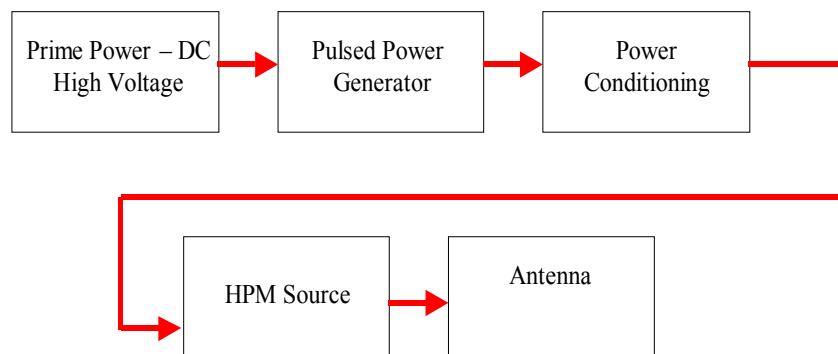 Prime Power – DC
High Voltage
Pulsed Power
Generator
Power
Conditioning
HPM Source
Antenna